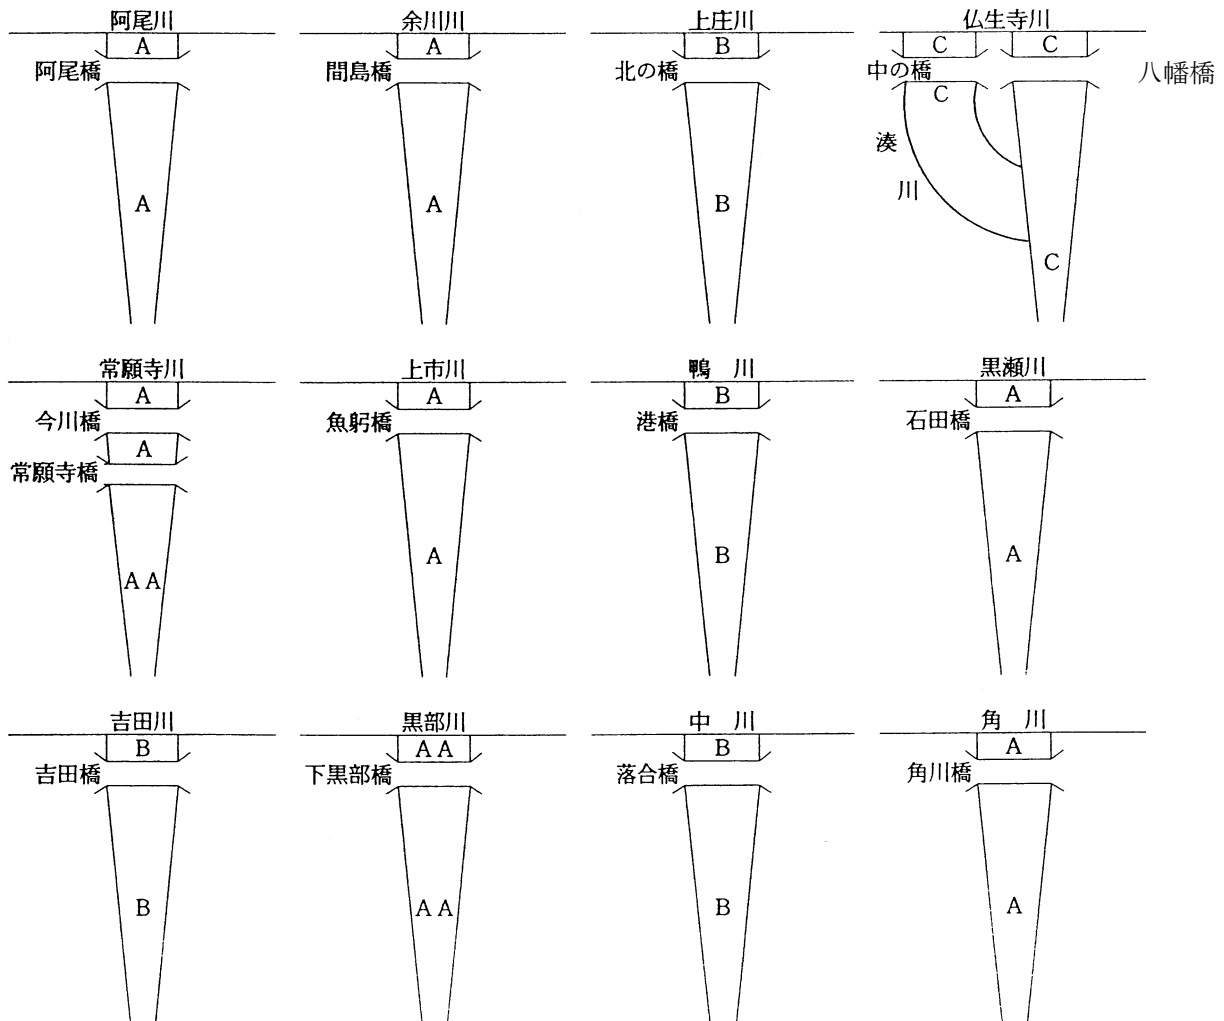 阿尾川
A
阿尾橋
A
余川川
A
間島橋
A
上庄川
B
北の橋
B
仏生寺川
C C
中の橋 八幡橋
C
湊川
C
常願寺川
A
今川橋
A
常願寺橋
A A
上市川
A
魚躬橋
A
鴨 川
B
港橋
B
黒瀬川
A
石田橋
A
吉田川
B
吉田橋
B
黒部川
A A
下黒部橋
A A
中 川
B
落合橋
B
角 川
A
角川橋
A